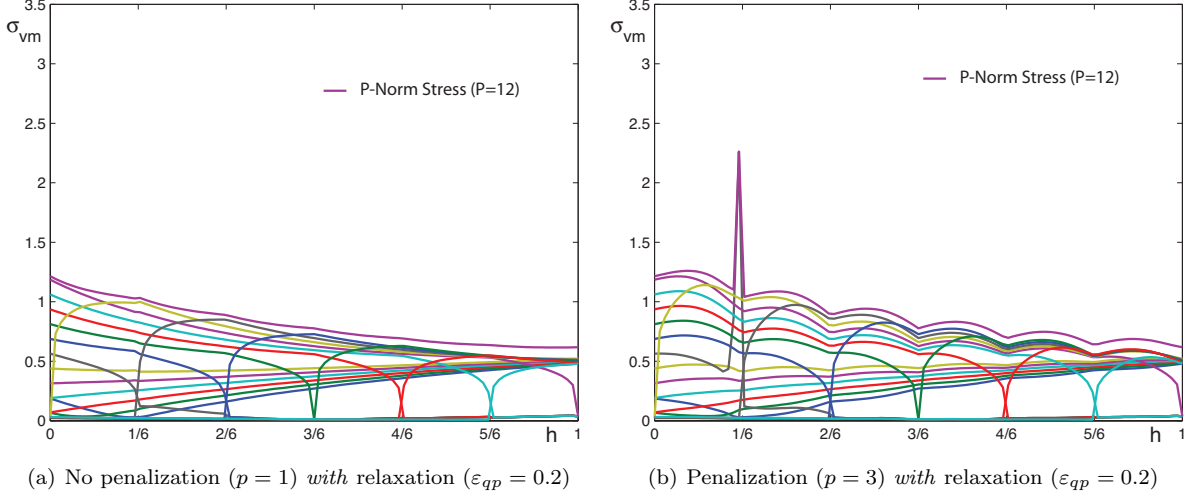 3.5
σvm
3
2.5
2
1.5
1
0.5
0
P-Norm Stress (P=12)
0 1/6 2/6 3/6 4/6 5/6 h 1
(a) No penalization (p = 1) with relaxation (εqp = 0.2)
3.5
σvm
3
2.5
2
1.5
1
0.5
0
P-Norm Stress (P=12)
0 1/6 2/6 3/6 4/6 5/6 h 1
(b) Penalization (p = 3) with relaxation (εqp = 0.2)